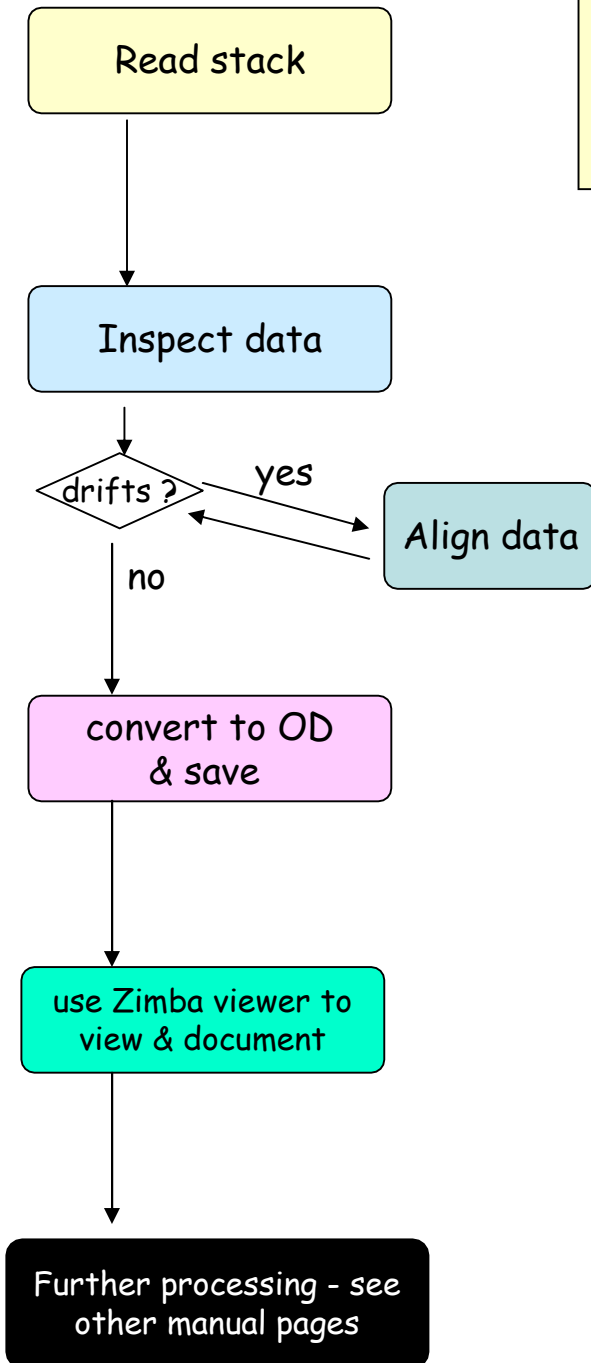 Read stack
Inspect data
drifts ?
yes
Align data
no
convert to OD
& save
use Zimba viewer to
view & document
Further processing - see
other manual pages